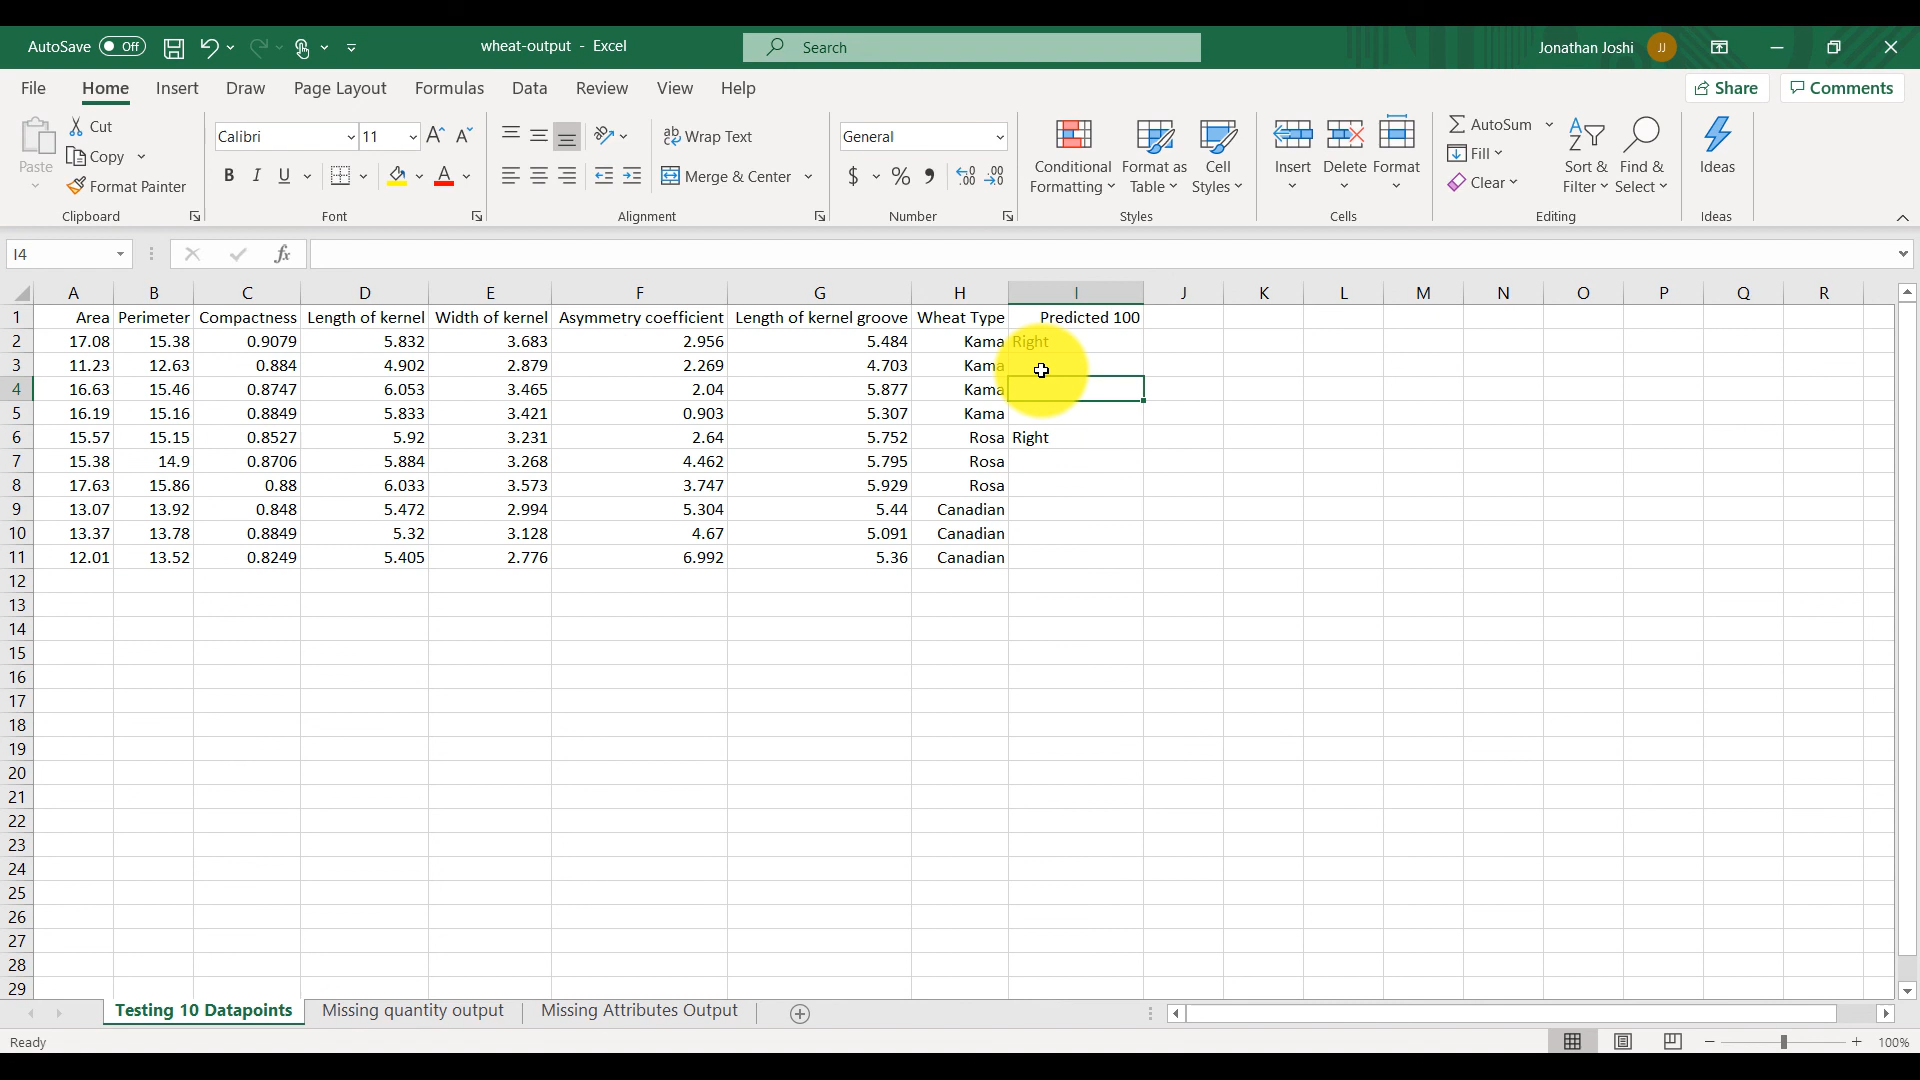 AutoSave Off wheat-output - Excel Search Jonathan Joshi JJ
File Home Insert Draw Page Layout Formulas Data Review View Help Share Comments
Paste Cut Copy Format Painter Clipboard
Calibri 11 B I U A Font
ab Wrap Text Merge & Center Alignment
General $ % Number
Conditional Formatting Format as Table Cell Styles Styles
Insert Delete Format Cells
AutoSum Fill Clear Sort & Filter Find & Select Editing
Ideas Ideas
I4 fx
A B C D E F G H I J K L M N O P Q R
1 Area Perimeter Compactness Length of kernel Width of kernel Asymmetry coefficient Length of kernel groove Wheat Type Predicted 100
2 17.08 15.38 0.9079 5.832 3.683 2.956 5.484 Kama Right
3 11.23 12.63 0.884 4.902 2.879 2.269 4.703 Kama
4 16.63 15.46 0.8747 6.053 3.465 2.04 5.877 Kama
5 16.19 15.16 0.8849 5.833 3.421 0.903 5.307 Kama
6 15.57 15.15 0.8527 5.92 3.231 2.64 5.752 Rosa Right
7 15.38 14.9 0.8706 5.884 3.268 4.462 5.795 Rosa
8 17.63 15.86 0.88 6.033 3.573 3.747 5.929 Rosa
9 13.07 13.92 0.848 5.472 2.994 5.304 5.44 Canadian
10 13.37 13.78 0.8849 5.32 3.128 4.67 5.091 Canadian
11 12.01 13.52 0.8249 5.405 2.776 6.992 5.36 Canadian
12
13
14
15
16
17
18
19
20
21
22
23
24
25
26
27
28
29
Testing 10 Datapoints Missing quantity output Missing Attributes Output
Ready 100%